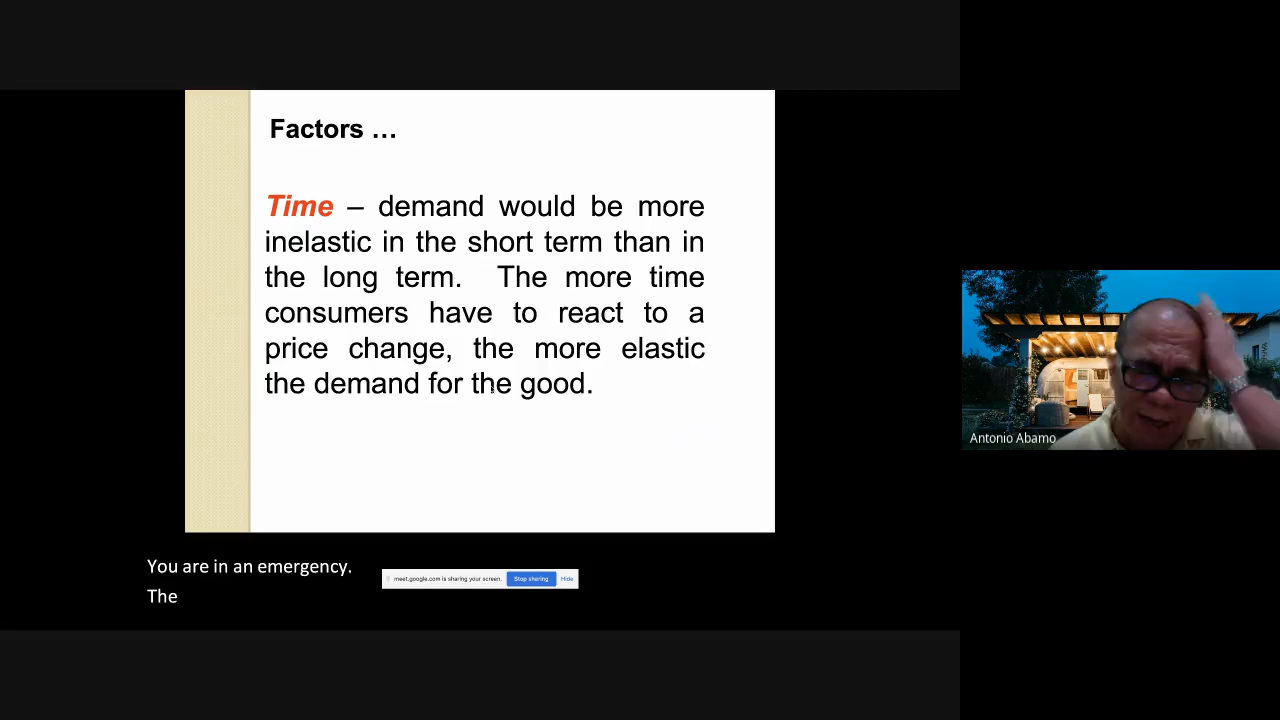 Factors …
Time – demand would be more
inelastic in the short term than in
the long term. The more time
consumers have to react to a
price change, the more elastic
the demand for the good.
Antonio Abamo
You are in an emergency.
The
meet.google.com is sharing your screen. Stop sharing Hide